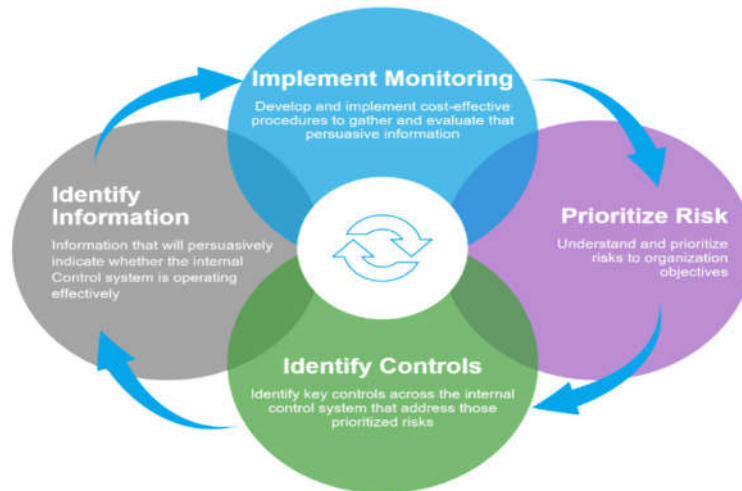 Implement Monitoring
Develop and implement cost-effective
procedures to gather and evaluate that
persuasive information
Prioritize Risk
Understand and prioritize
risks to organization
objectives
Identify Controls
Identify key controls across the internal
control system that address those
prioritized risks
Identify
Information
Information that will persuasively
indicate whether the internal
Control system is operating
effectively